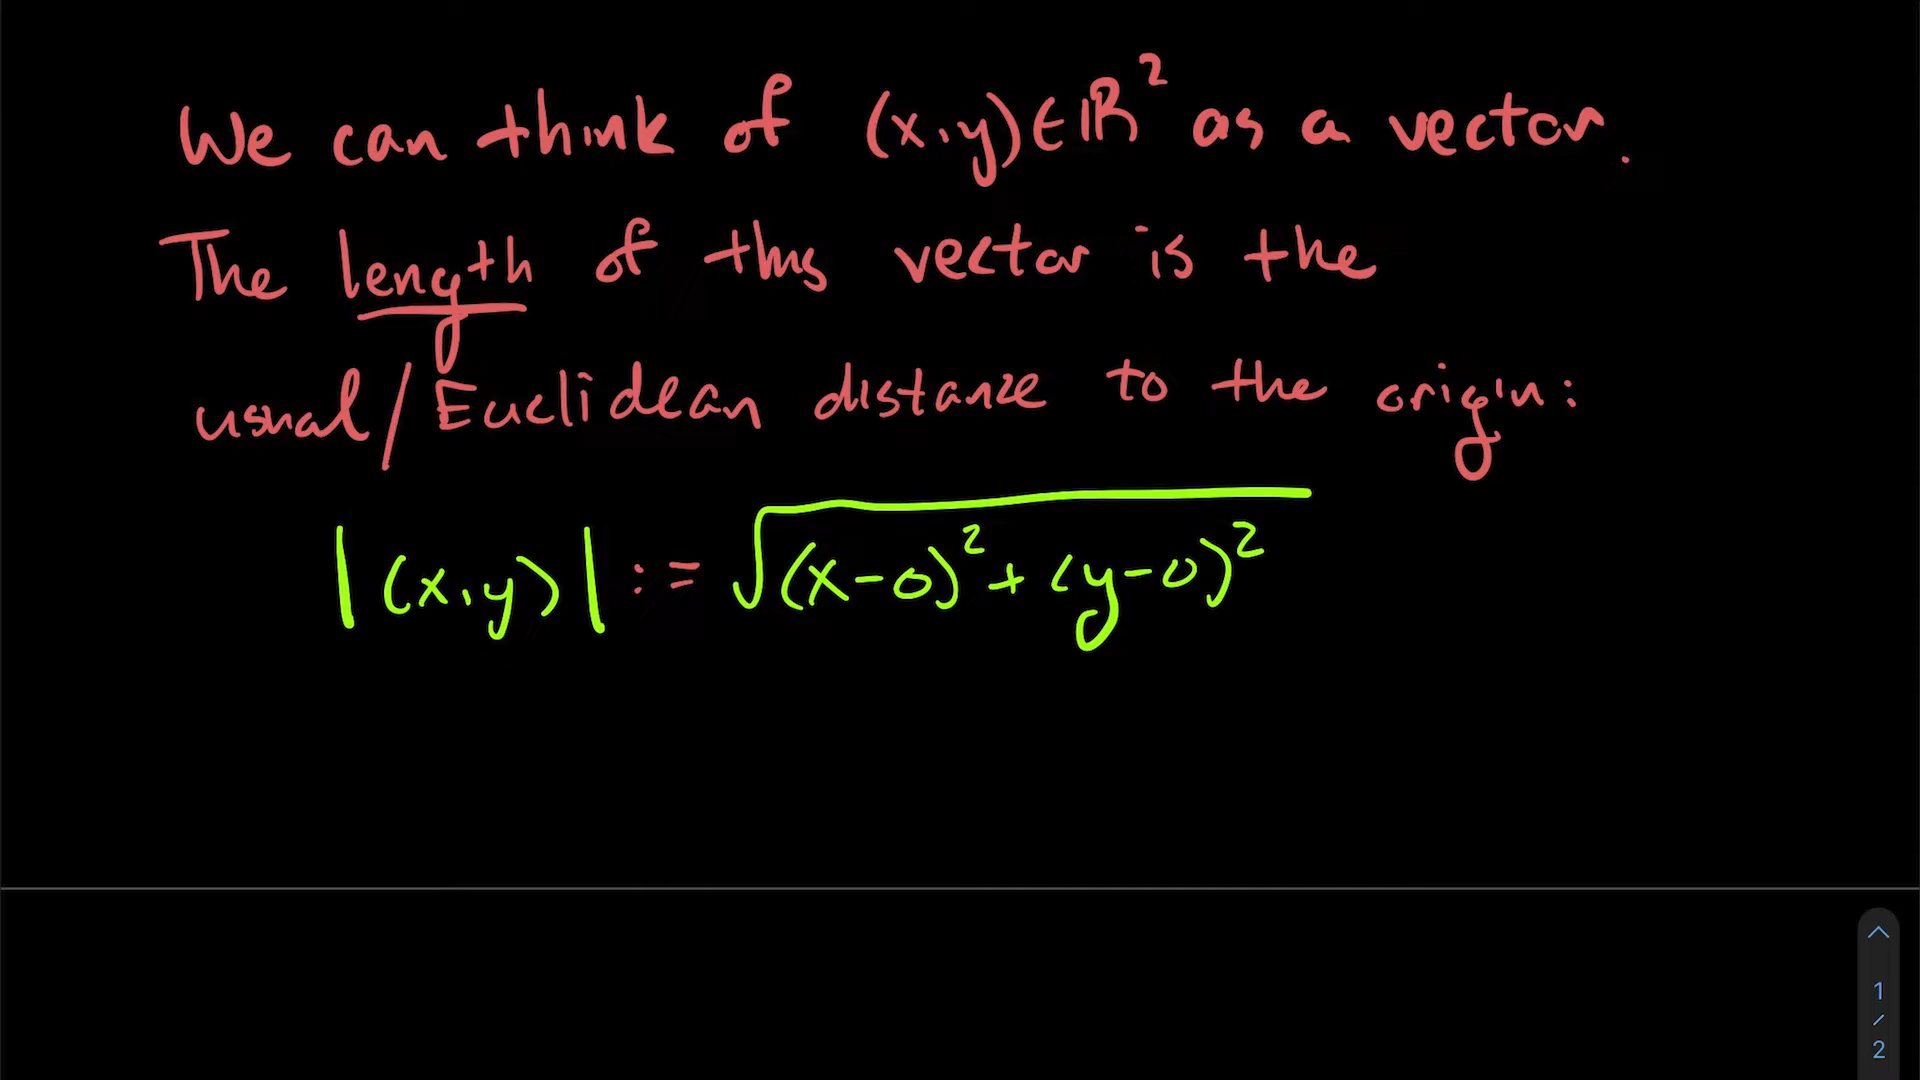 We can think of (x,y)∈ℝ² as a vector.
The length of this vector is the
usual/Euclidean distance to the origin:
|(x,y)| := √((x-0)²+(y-0)²)
1
/
2